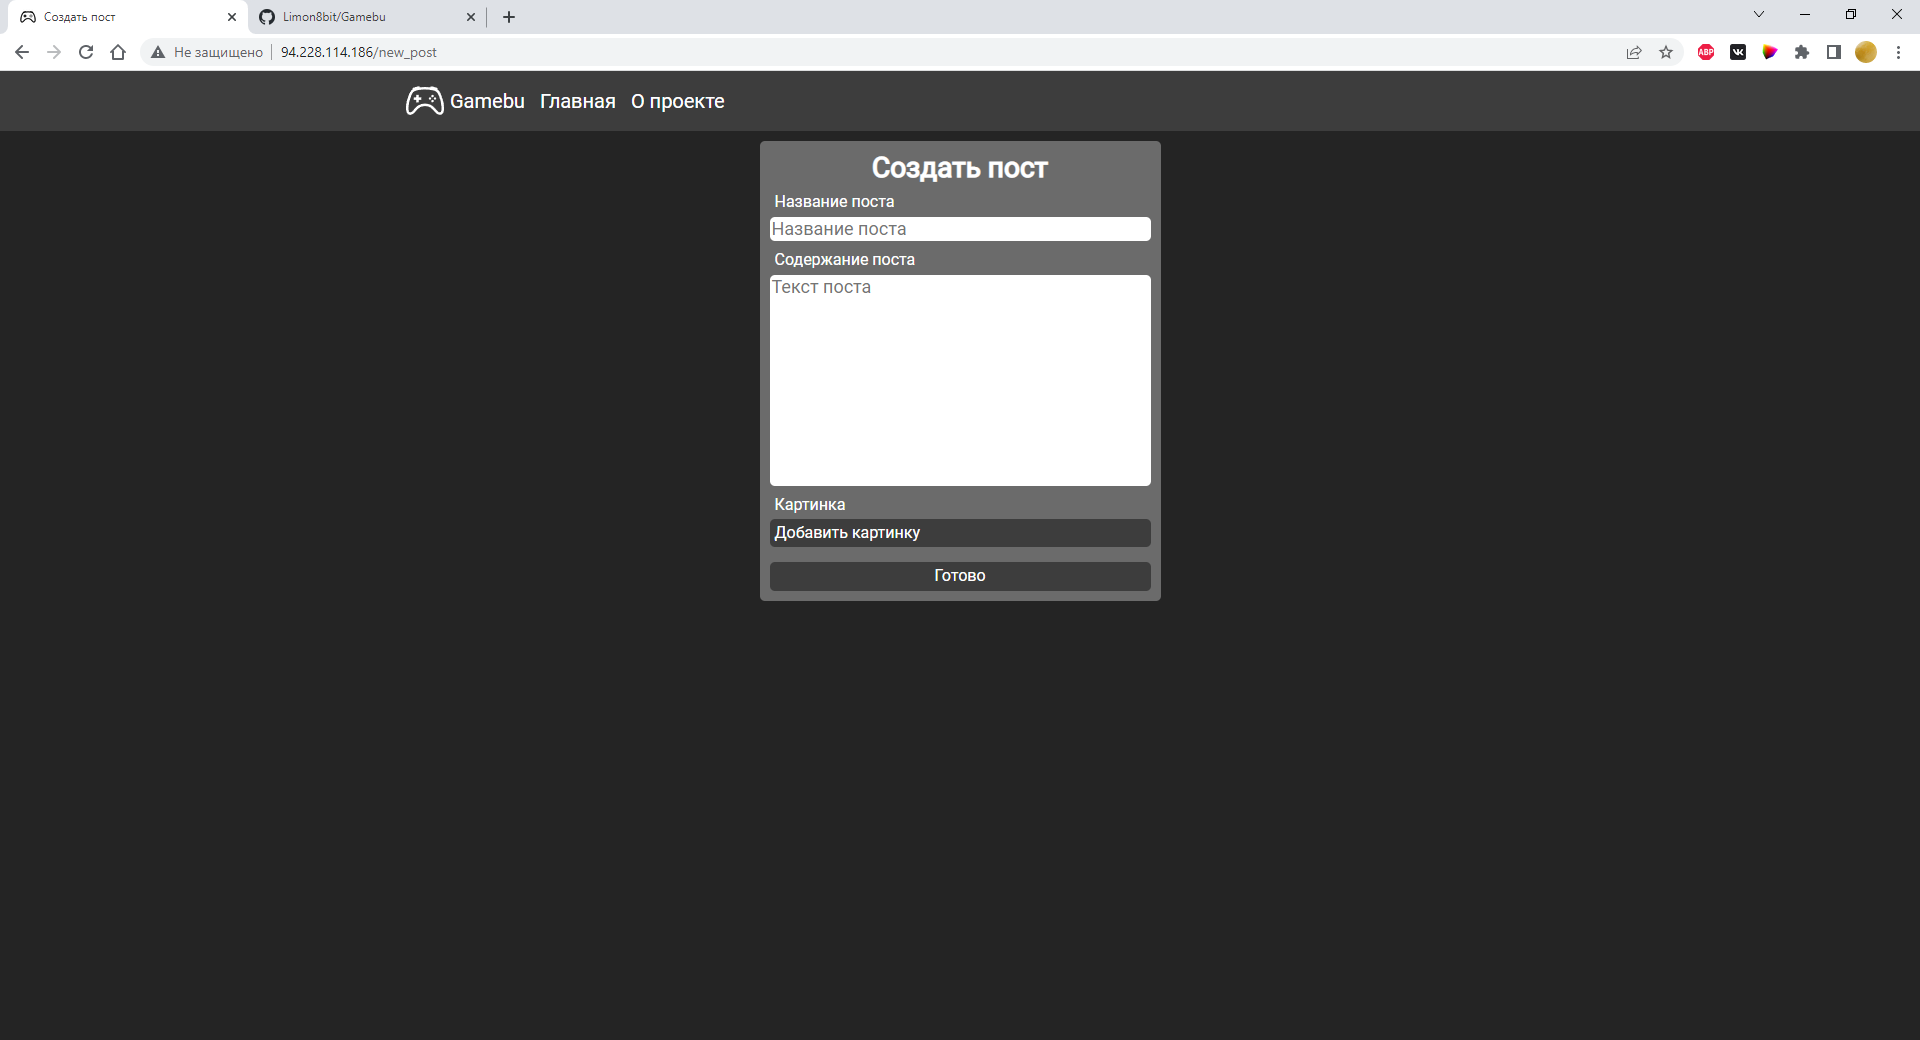 Создать пост
Limon8bit/Gamebu
Не защищено
94.228.114.186/new_post
ABP
Gamebu Главная О проекте
Создать пост
Название поста
Название поста
Содержание поста
Текст поста
Картинка
Добавить картинку
Готово